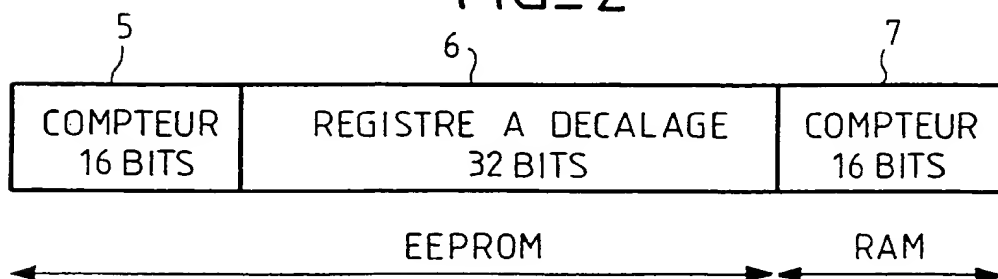 5 6 7
COMPTEUR REGISTRE A DECALAGE COMPTEUR
16 BITS 32 BITS 16 BITS
EEPROM RAM